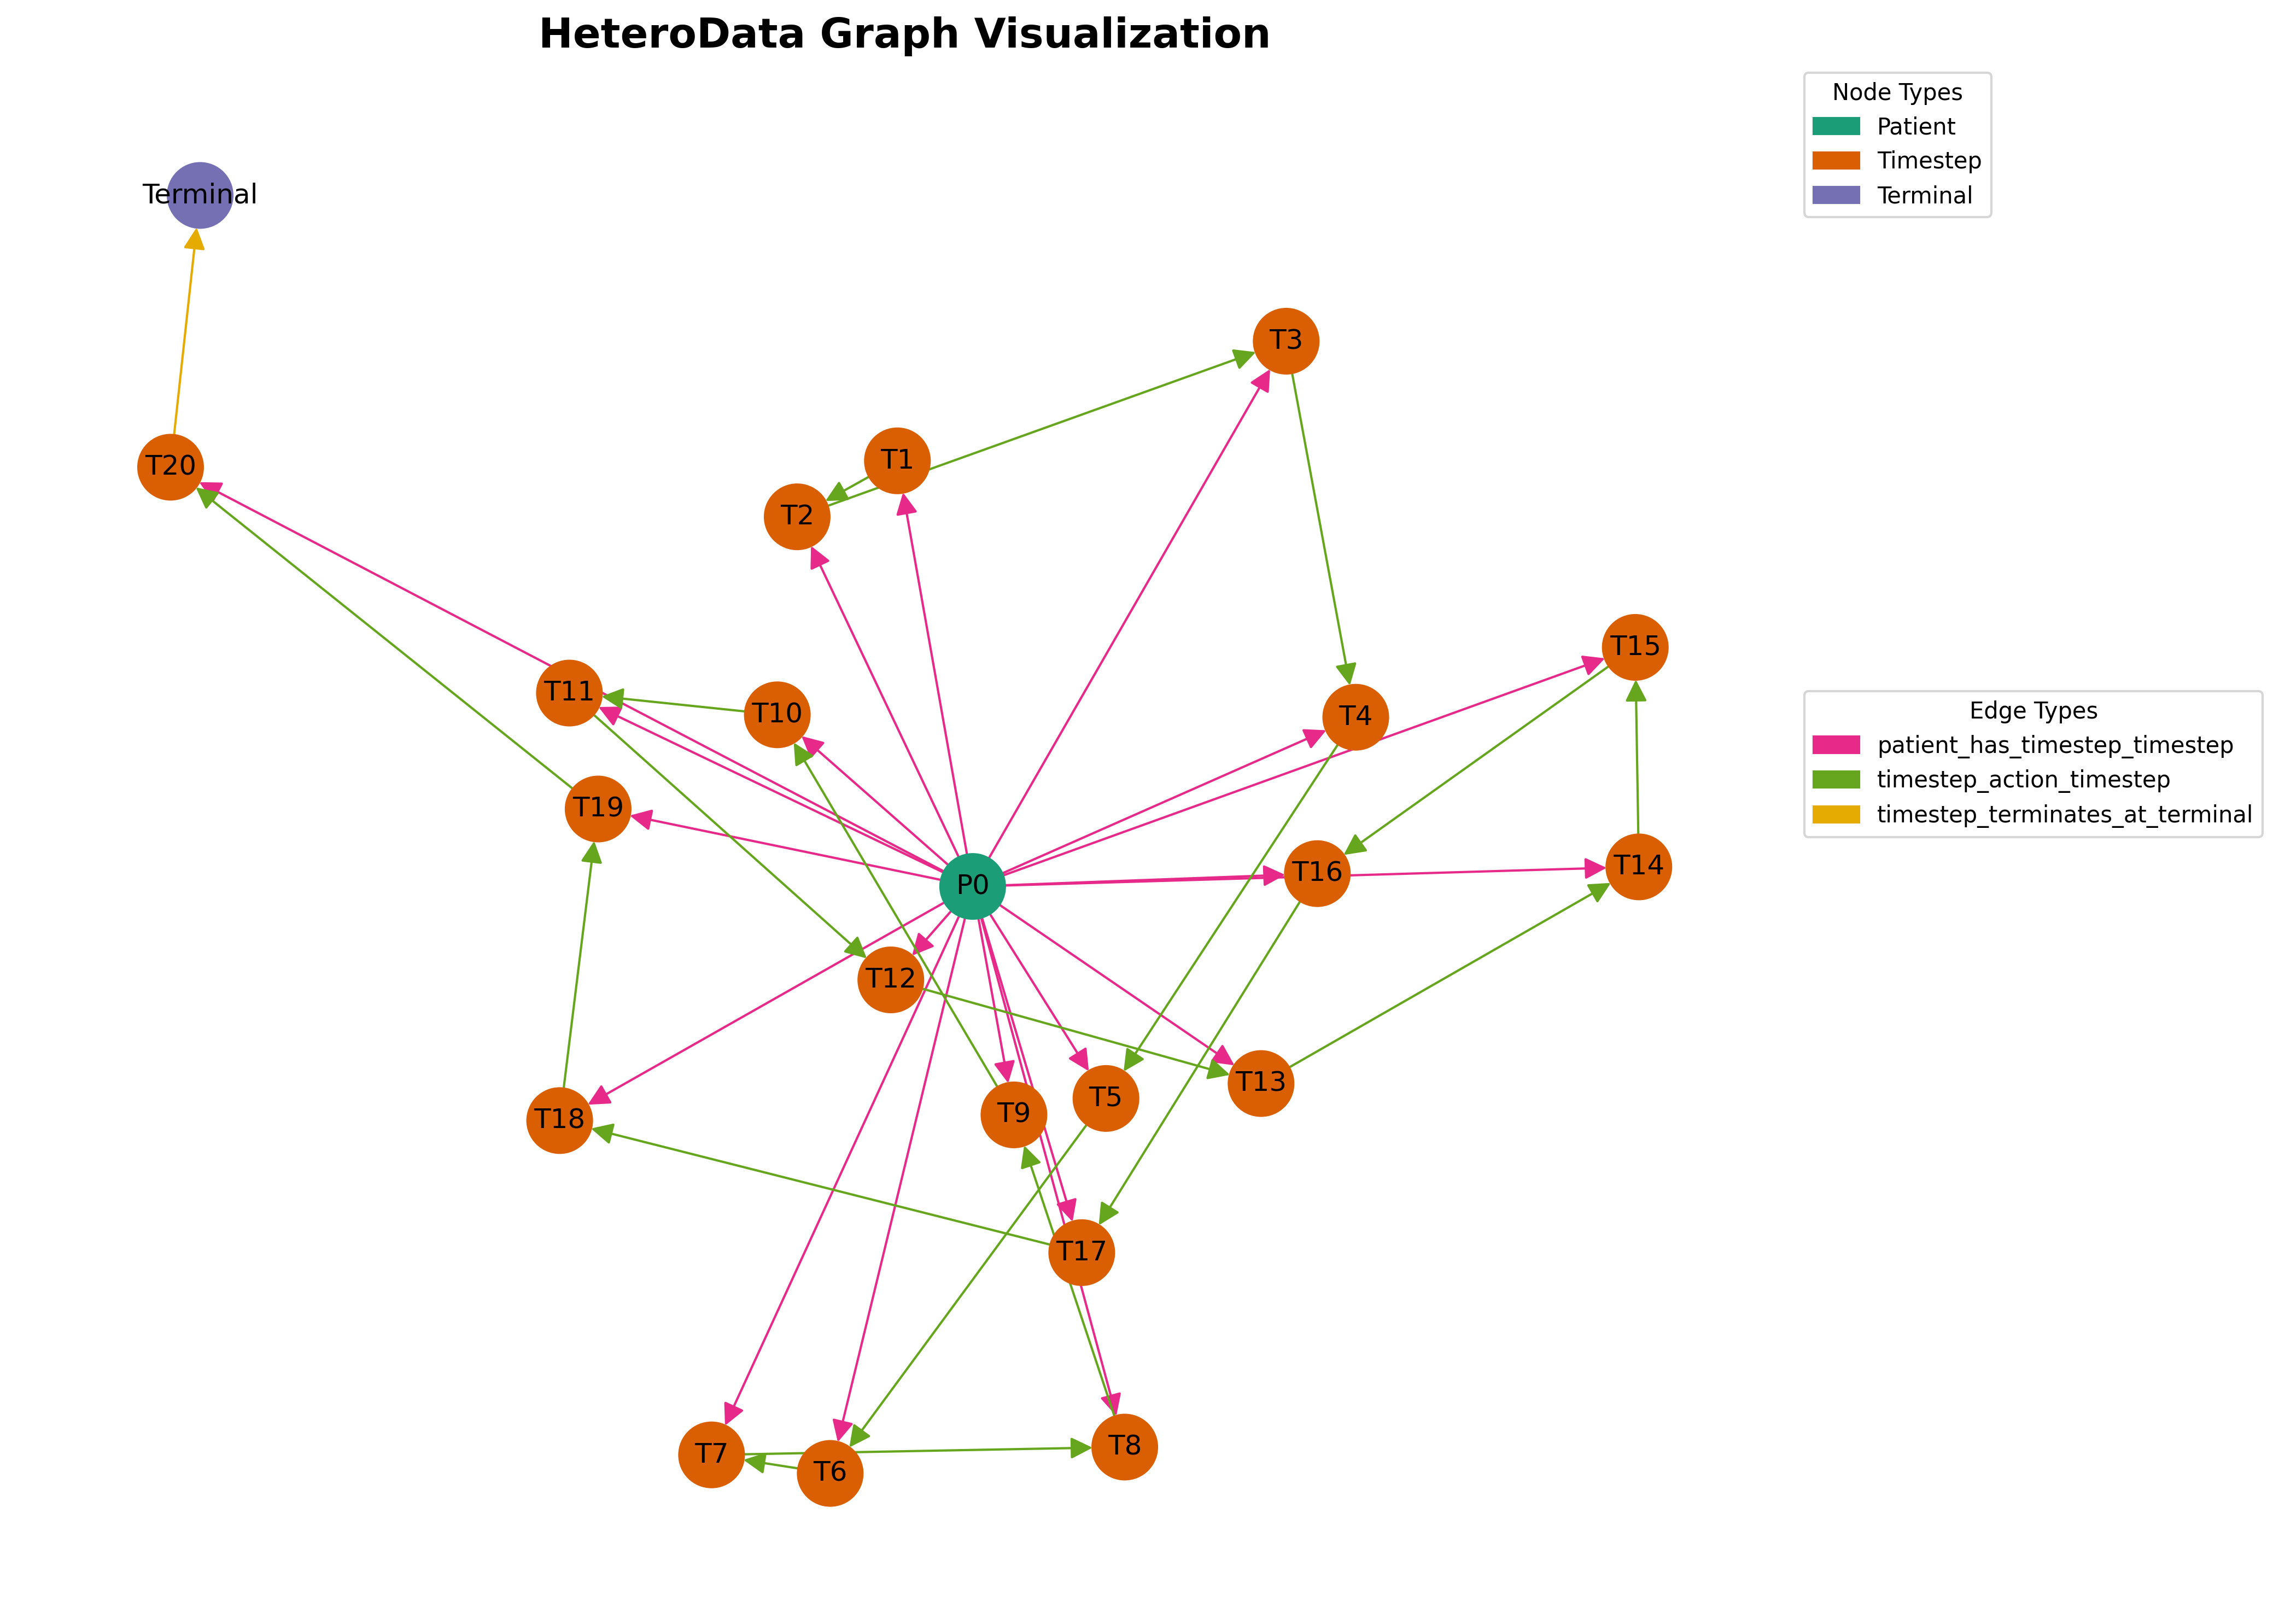 HeteroData Graph Visualization
Node Types
Patient
Timestep
Terminal
Terminal
T3
T1
T20
T2
T15
T11
T10
T4
Edge Types
patient_has_timestep_timestep
timestep_action_timestep
timestep_terminates_at_terminal
T19
T16
T14
P0
T12
T13
T5
T9
T18
T17
T8
T7
T6